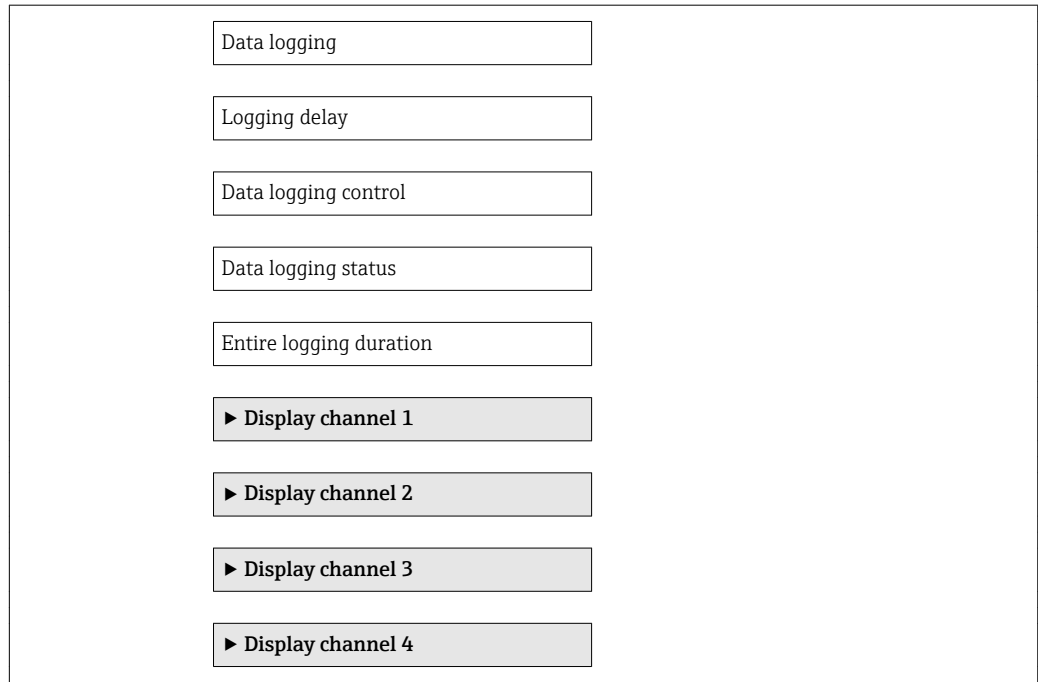 Data logging
Logging delay
Data logging control
Data logging status
Entire logging duration
▶ Display channel 1
▶ Display channel 2
▶ Display channel 3
▶ Display channel 4